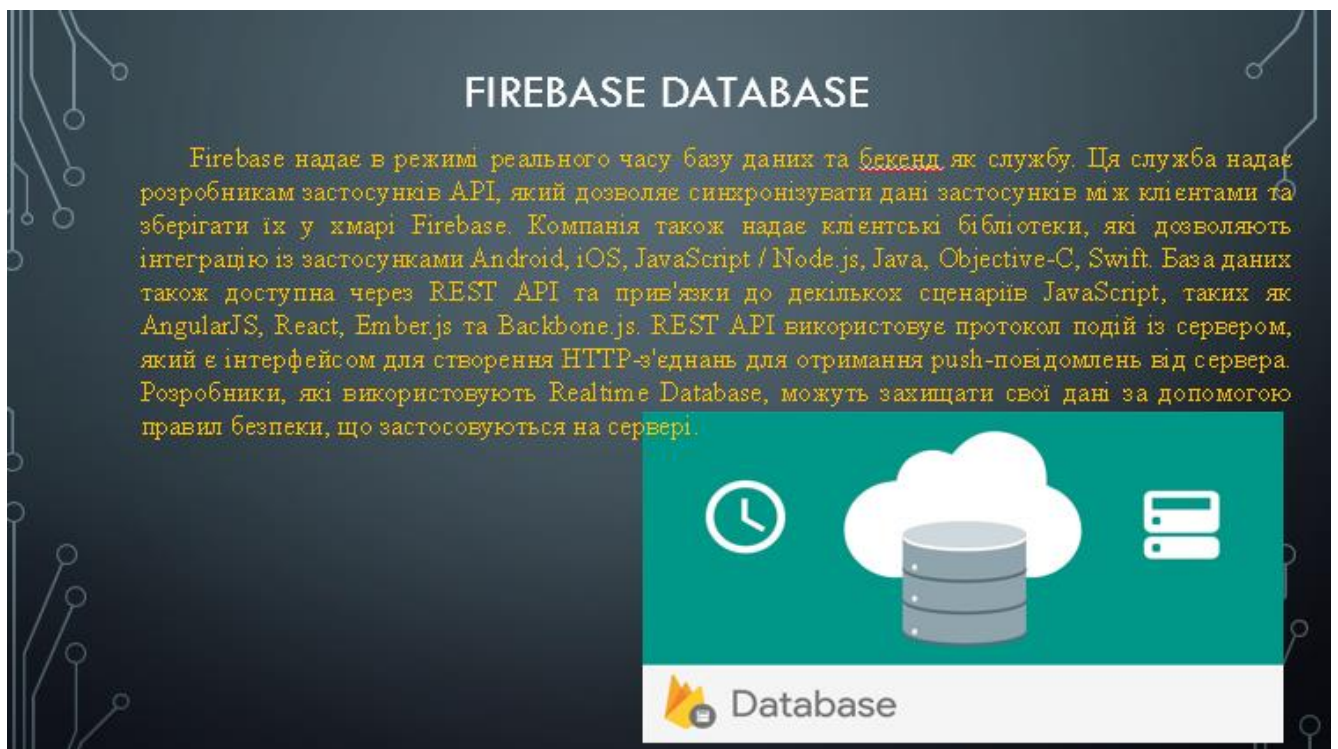 FIREBASE DATABASE
Firebase надає в режимі реального часу базу даних та бекенд як службу. Ця служба надає
розробникам застосунків API, який дозволяє синхронізувати дані застосунків між клієнтами та
зберігати їх у хмарі Firebase. Компанія також надає клієнтські бібліотеки, які дозволяють
інтеграцію із застосунками Android, iOS, JavaScript / Node.js, Java, Objective-C, Swift. База даних
також доступна через REST API та прив'язки до декількох сценаріїв JavaScript, таких як
AngularJS, React, Ember.js та Backbone.js. REST API використовує протокол подій із сервером,
який є інтерфейсом для створення HTTP-з'єднань для отримання push-повідомлень від сервера.
Розробники, які використовують Realtime Database, можуть захищати свої дані за допомогою
правил безпеки, що застосовуються на сервері.
Database